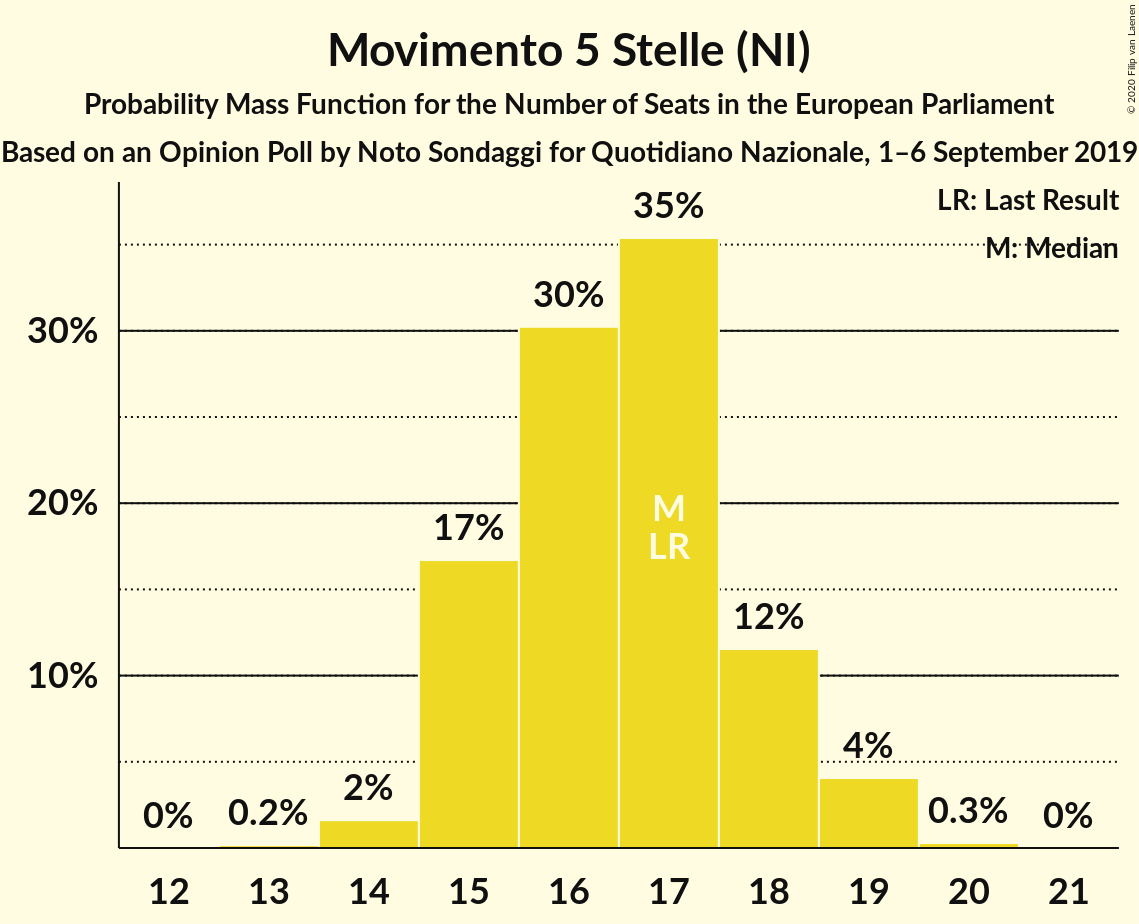 Movimento 5 Stelle (NI)
Probability Mass Function for the Number of Seats in the European Parliament
Based on an Opinion Poll by Noto Sondaggi for Quotidiano Nazionale, 1–6 September 2019
© 2020 Filip van Laenen
LR: Last Result
M: Median
30%
20%
10%
0%
0.2%
2%
17%
30%
35%
12%
4%
0.3%
0%
M
LR
12 13 14 15 16 17 18 19 20 21